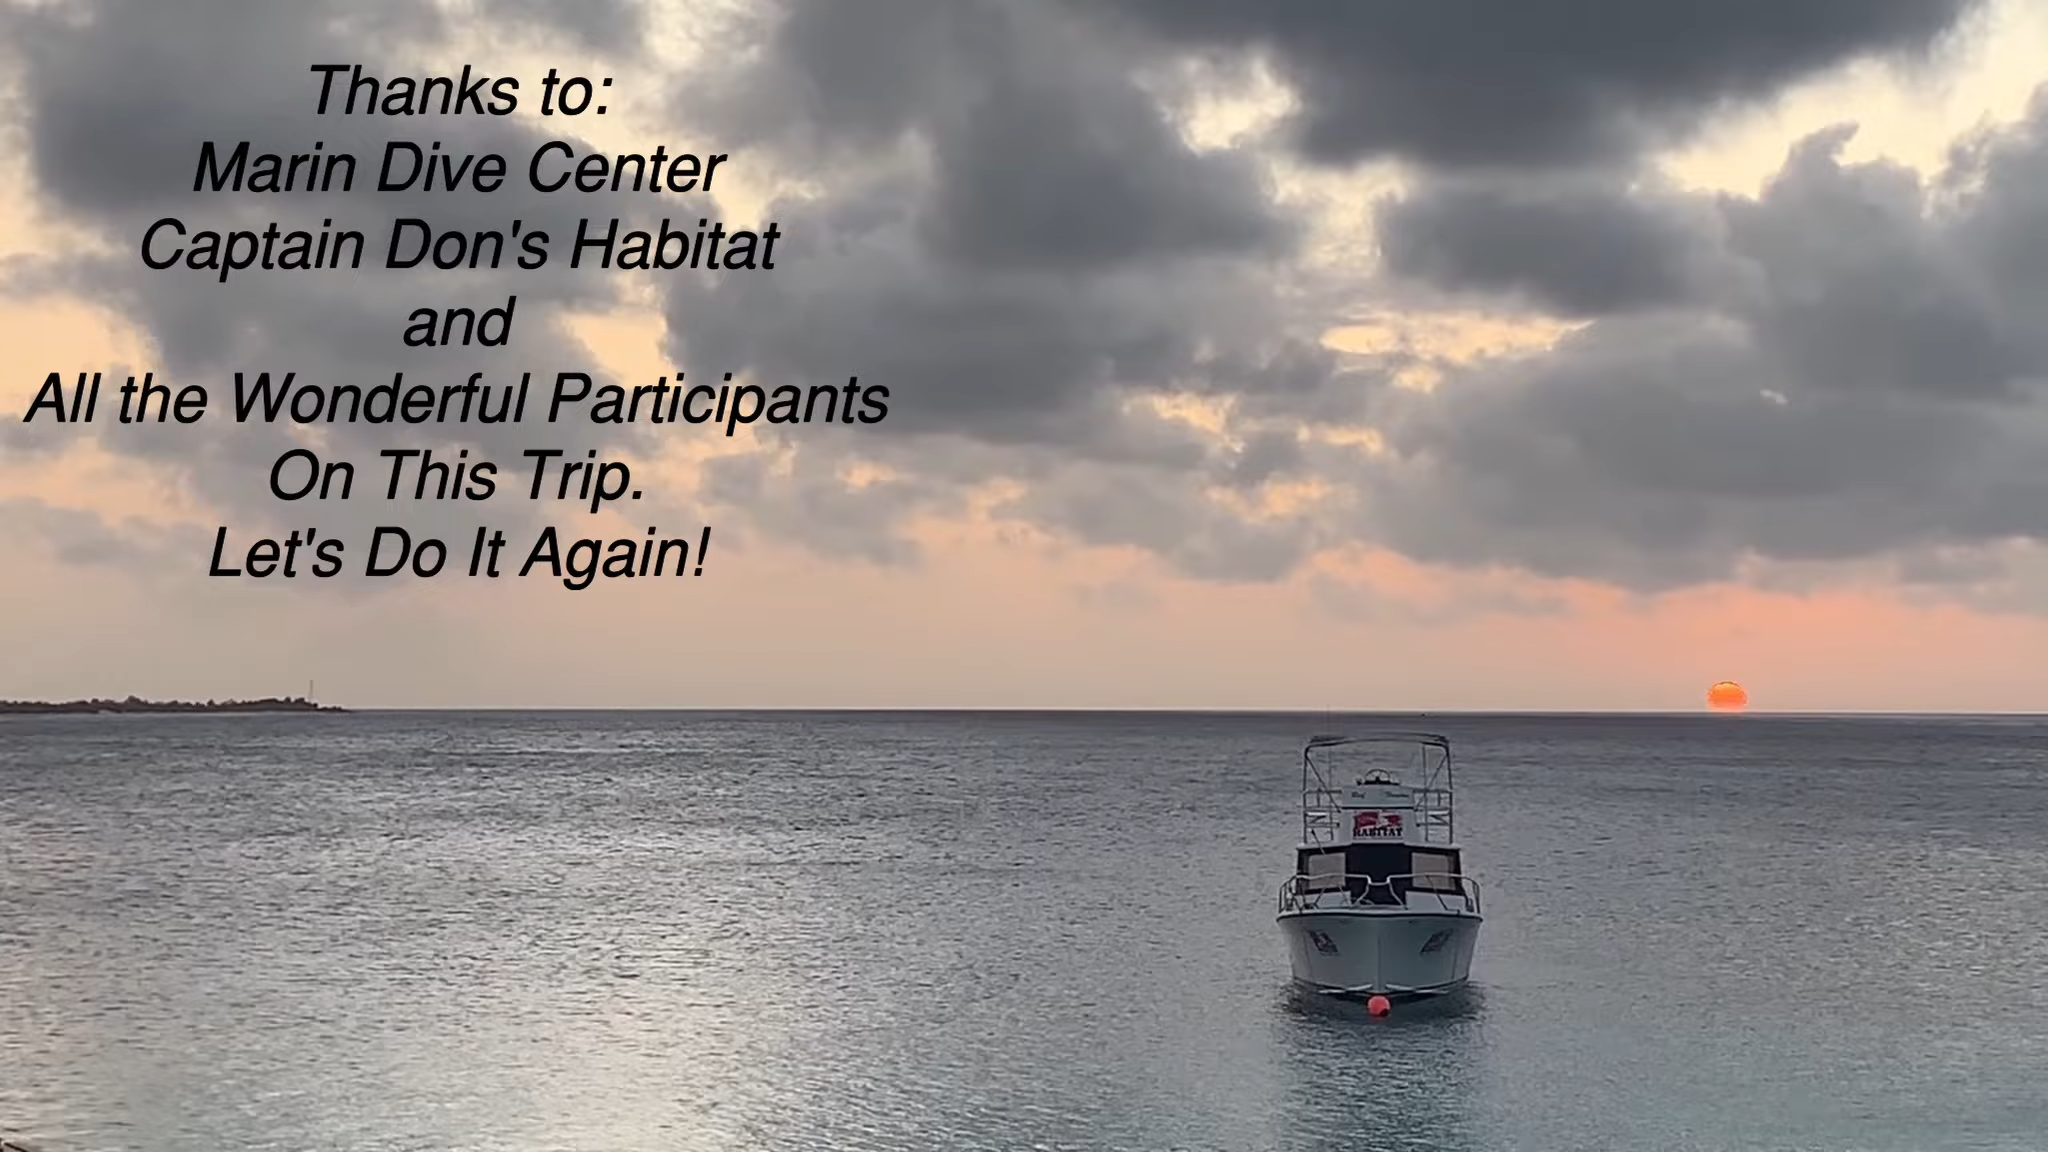 Thanks to:
Marin Dive Center
Captain Don's Habitat
and
All the Wonderful Participants
On This Trip.
Let's Do It Again!
HABITAT